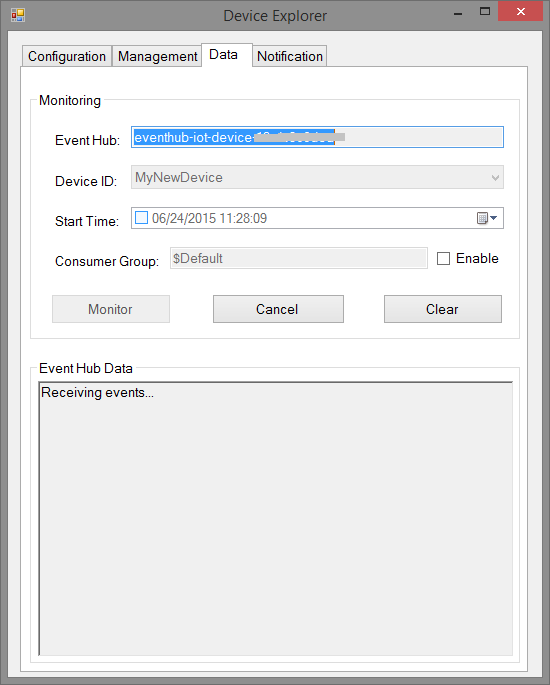 Device Explorer
Configuration Management Data Notification
Monitoring
Event Hub: eventhub-iot-device-
Device ID: MyNewDevice
Start Time: 06/24/2015 11:28:09
Consumer Group: $Default Enable
Monitor Cancel Clear
Event Hub Data
Receiving events...